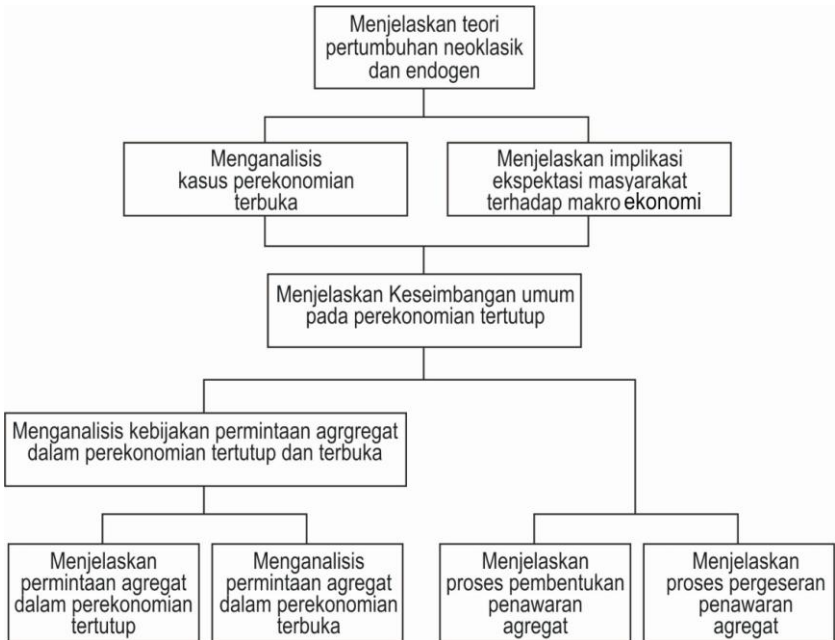 Menjelaskan teori
pertumbuhan neoklasik
dan endogen
Menganalisis
kasus perekonomian
terbuka
Menjelaskan implikasi
ekspektasi masyarakat
terhadap makro ekonomi
Menjelaskan Keseimbangan umum
pada perekonomian tertutup
Menganalisis kebijakan permintaan agrgregat
dalam perekonomian tertutup dan terbuka
Menjelaskan
permintaan agregat
dalam perekonomian
tertutup
Menganalisis
permintaan agregat
dalam perekonomian
terbuka
Menjelaskan
proses pembentukan
penawaran
agregat
Menjelaskan
proses pergeseran
penawaran
agregat